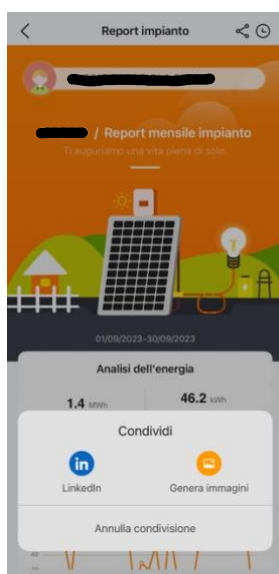 Report impianto
/ Report mensile impianto
Ti auguriamo una vita piena di sole.
01/09/2023-30/09/2023
Analisi dell'energia
1.4 MWh 46.2 kWh
Condividi
in
LinkedIn Genera immagini
Annulla condivisione